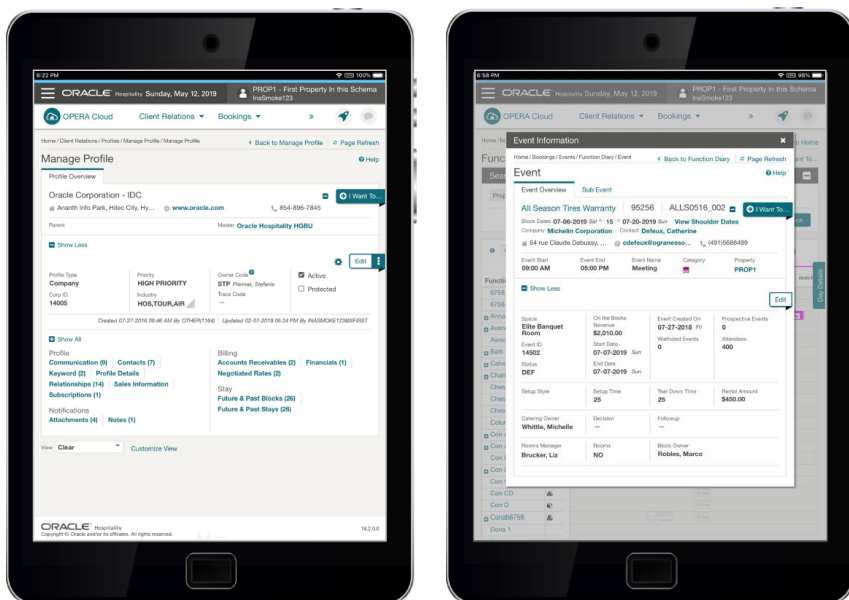 6:22 PM
100%
ORACLE Hospitality Sunday, May 12, 2019
PROP1 - First Property In this Schema
InaSmoke123
OPERA Cloud
Client Relations
Bookings
»
Home / Client Relations / Profiles / Manage Profile / Manage Profile
Back to Manage Profile
Page Refresh
Manage Profile
Help
Profile Overview
Oracle Corporation - IDC
I Want To...
Ananth Info Park, Hitec City, Hy...
www.oracle.com
854-896-7845
Parent
Master Oracle Hospitality HGBU
Show Less
Edit
Profile Type
Company
Priority
HIGH PRIORITY
Owner Code
STP Piennak, Stefanie
Active
Corp ID
14005
Industry
HOS,TOUR,AIR
Trace Code
—
Protected
Created 07-27-2016 09:46 AM By OTHER(1164)
Updated 02-07-2019 05:24 PM By INASMOKE12345FIRST
Show All
Profile
Communication (9)
Contacts (7)
Keyword (2)
Profile Details
Relationships (14)
Sales Information
Subscriptions (1)
Notifications
Attachments (4)
Notes (1)
Billing
Accounts Receivables (2)
Financials (1)
Negotiated Rates (2)
Stay
Future & Past Blocks (26)
Future & Past Stays (26)
View Clear
Customize View
ORACLE Hospitality
Copyright © Oracle and/or its affiliates. All rights reserved.
19.2.0.0
6:58 PM
98%
ORACLE Hospitality Sunday, May 12, 2019
PROP1 - First Property In this Schema
InaSmoke123
OPERA Cloud
Client Relations
Bookings
»
Event Information
Home / Bookings / Events / Function Diary / Event
Back to Function Diary
Page Refresh
Event
Help
Event Overview
Sub Event
All Season Tires Warranty
95256
ALLS0516_002
I Want To...
Block Dates 07-06-2019 Sat * 15 * 07-20-2019 Sun
View Shoulder Dates
Company Michelin Corporation
Contact Defeux, Catherine
64 rue Claude Debussy, ...
cdefeux@ogranesso...
(491)5686499
Event Start
09:00 AM
Event End
05:00 PM
Event Name
Meeting
Category
Property
PROP1
Show Less
Edit
Space
Elite Banquet Room
On the Books Revenue
$2,010.00
Event Created On
07-27-2018 Fri
Prospective Events
0
Event ID
14502
Start Date
07-07-2019 Sun
Waitlisted Events
0
Attendees
400
Status
DEF
End Date
07-07-2019 Sun
Setup Style
Setup Time
25
Tear Down Time
25
Rental Amount
$450.00
Catering Owner
Whittle, Michelle
Decision
—
Followup
—
Rooms Manager
Brucker, Liz
Rooms
NO
Block Owner
Robles, Marco
Day Details
Con CD
Con D
Conab6758
Dona 1